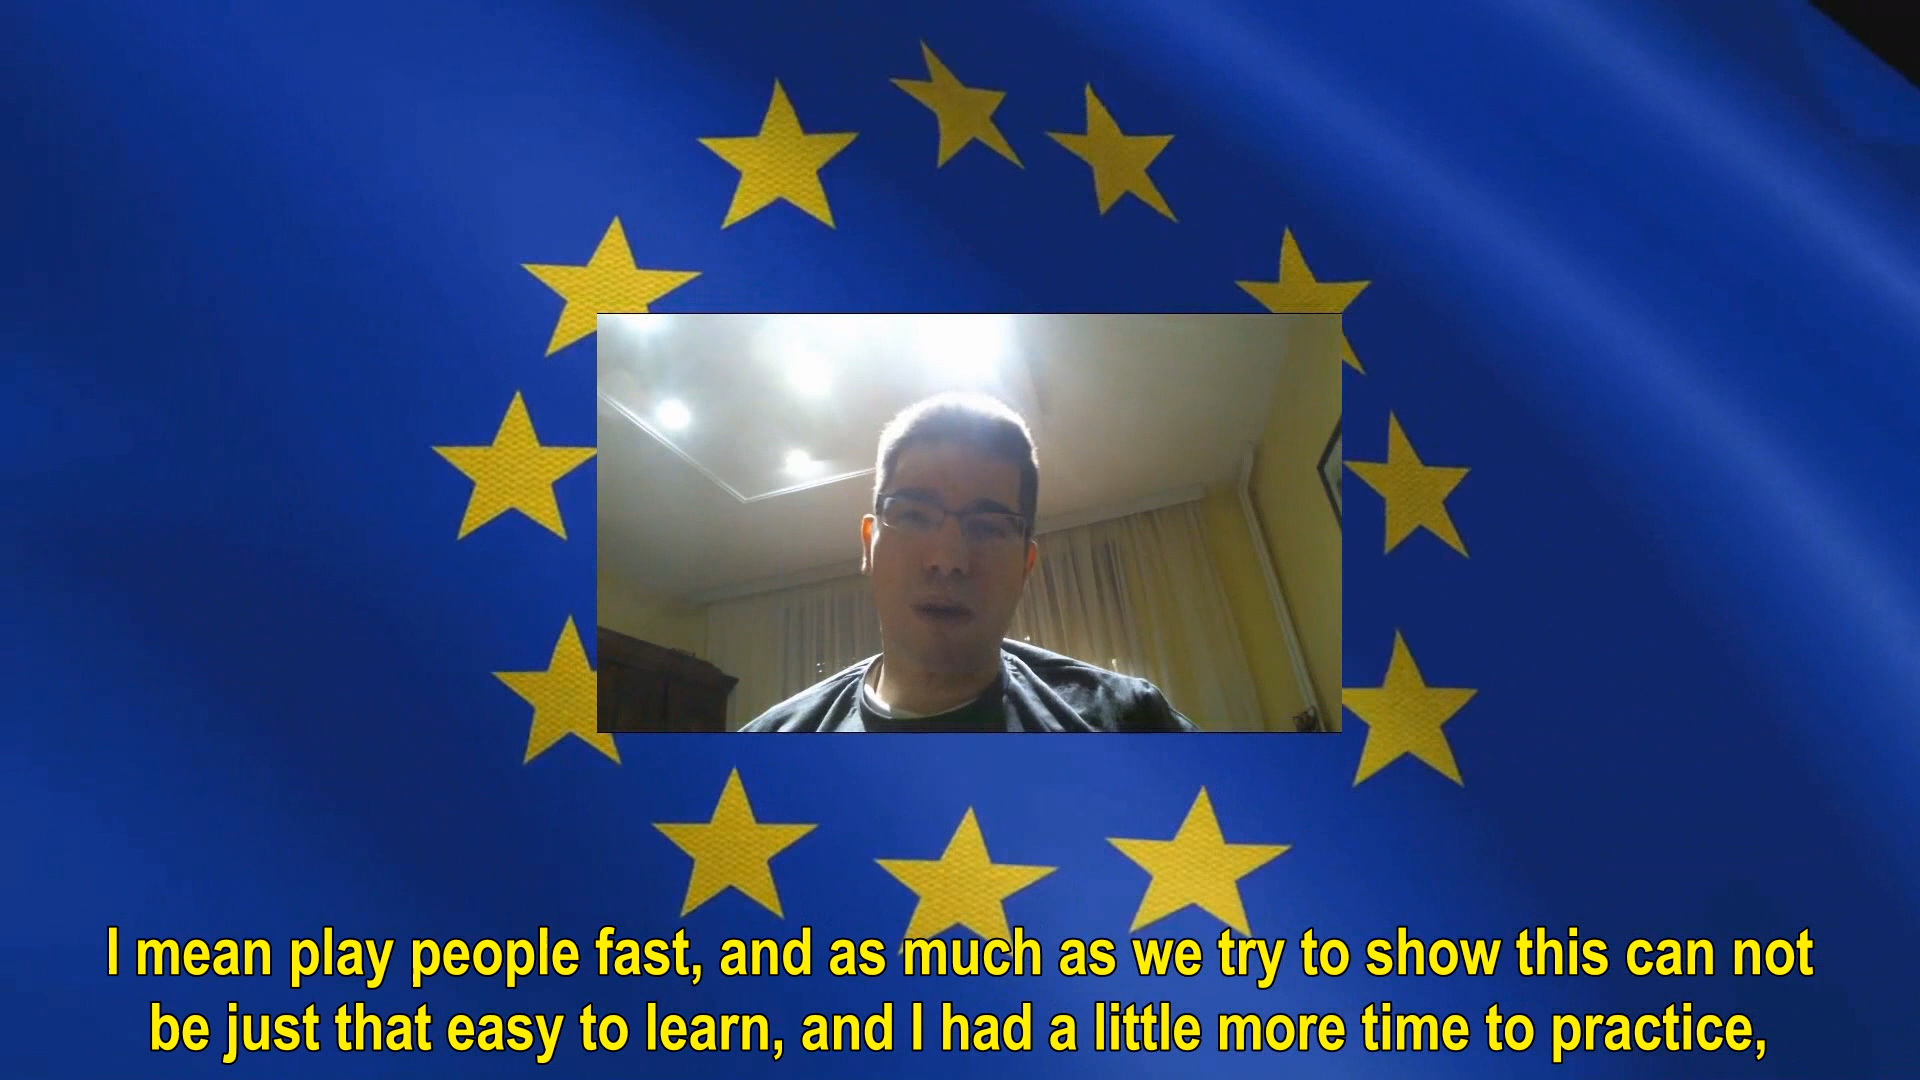 I mean play people fast, and as much as we try to show this can not
be just that easy to learn, and I had a little more time to practice,